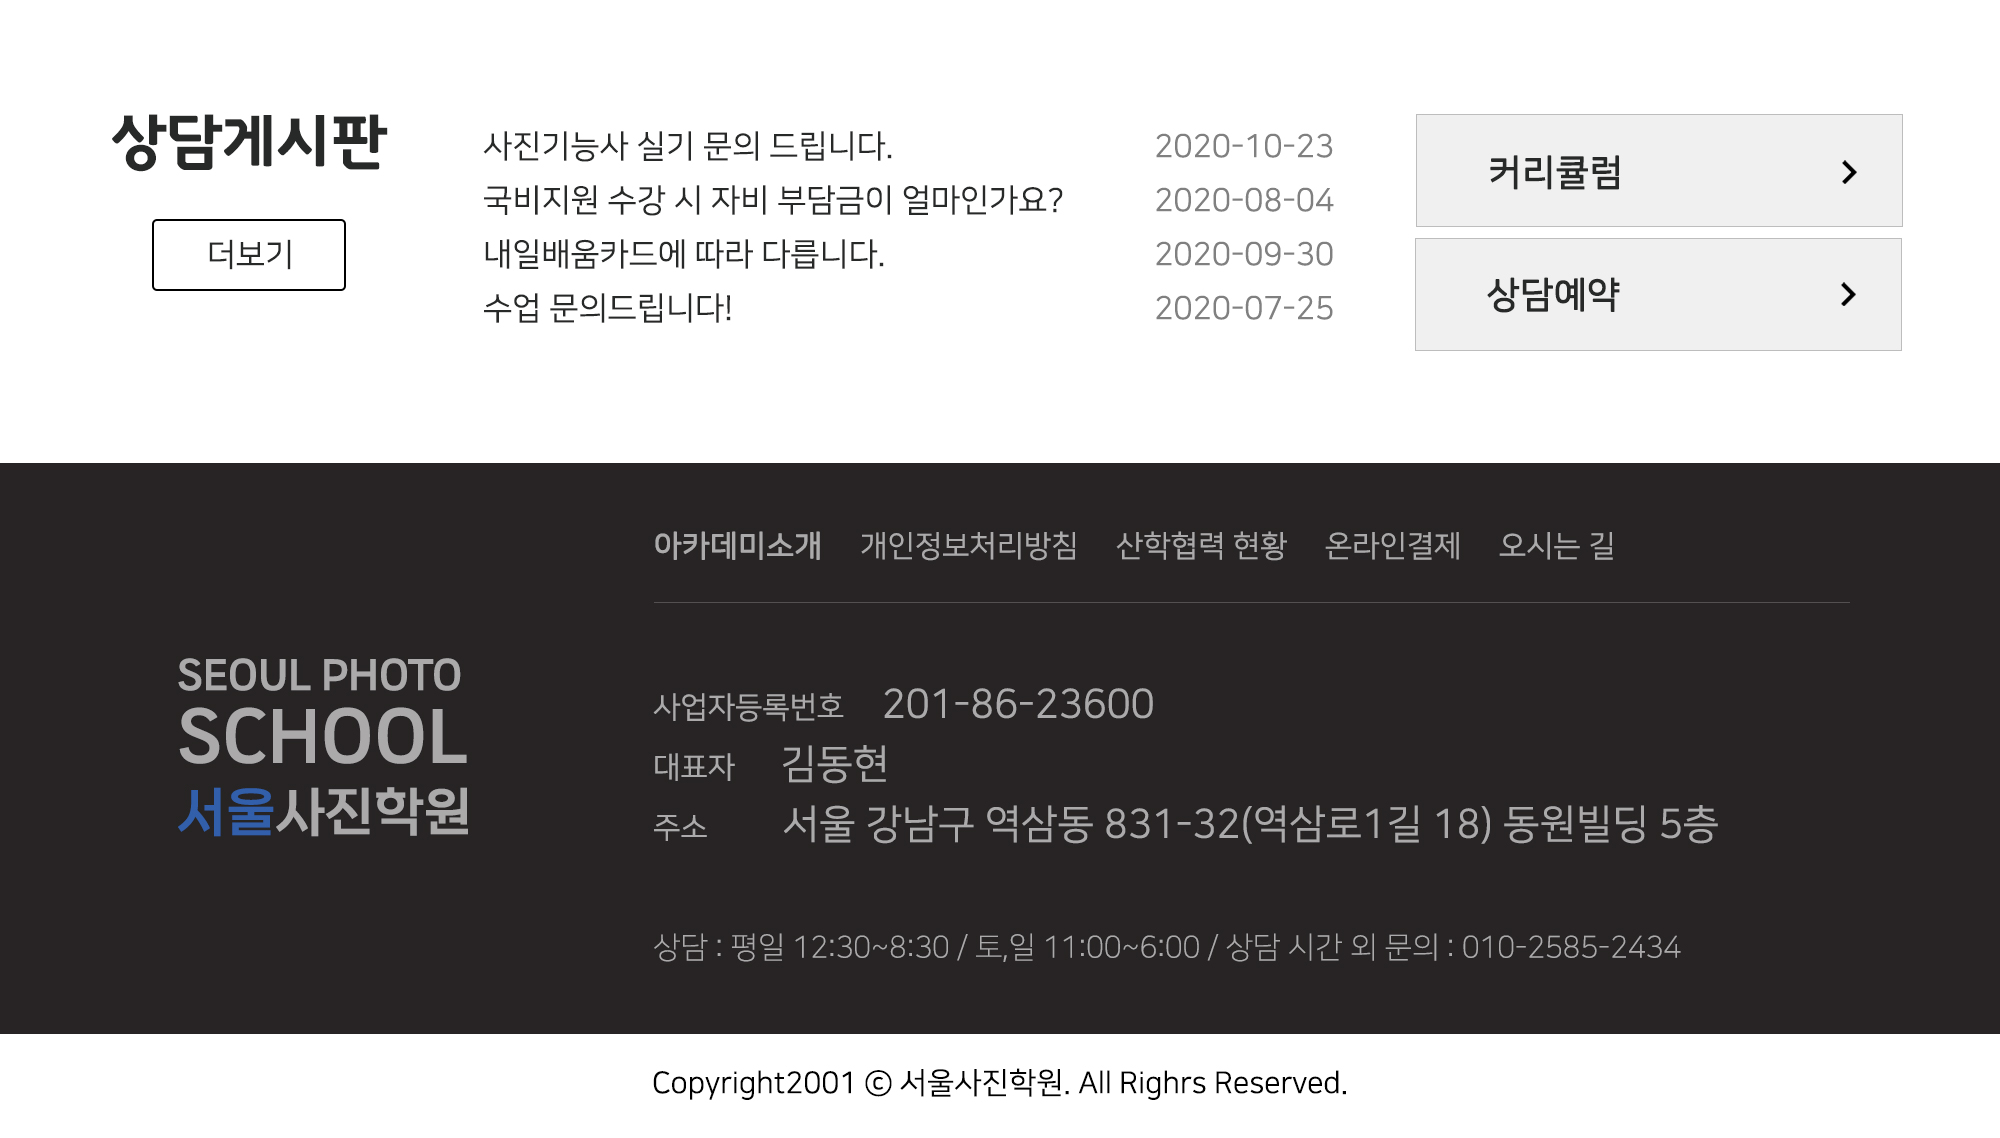 상담게시판
더보기
사진기능사 실기 문의 드립니다. 2020-10-23
국비지원 수강 시 자비 부담금이 얼마인가요? 2020-08-04
내일배움카드에 따라 다릅니다. 2020-09-30
수업 문의드립니다! 2020-07-25
커리큘럼
상담예약
아카데미소개 개인정보처리방침 산학협력 현황 온라인결제 오시는 길
SEOUL PHOTO
SCHOOL
서울사진학원
사업자등록번호 201-86-23600
대표자 김동현
주소 서울 강남구 역삼동 831-32(역삼로1길 18) 동원빌딩 5층
상담 : 평일 12:30~8:30 / 토,일 11:00~6:00 / 상담 시간 외 문의 : 010-2585-2434
Copyright2001 ⓒ 서울사진학원. All Righrs Reserved.